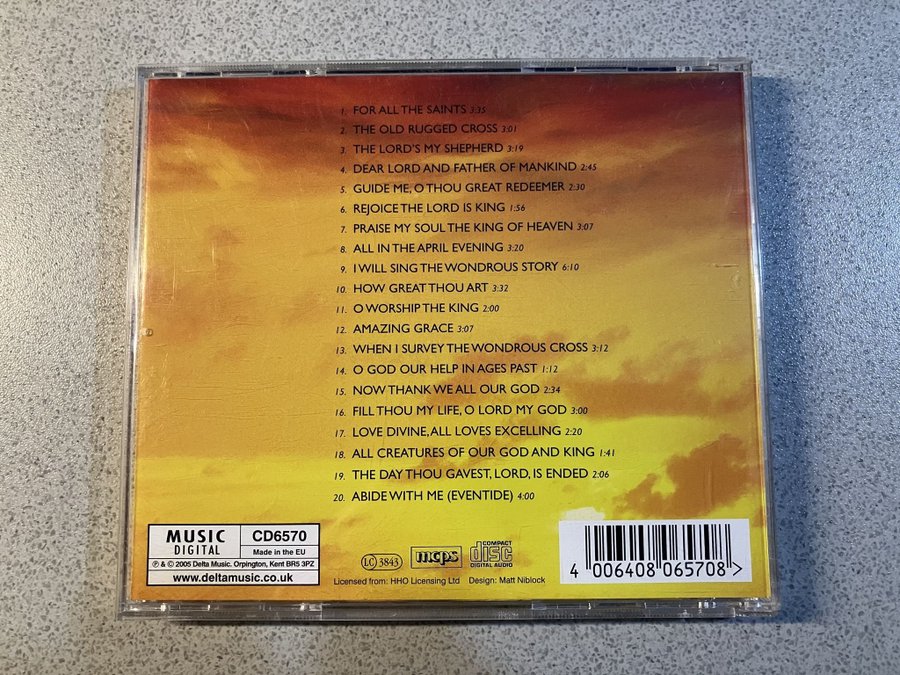 1. FOR ALL THE SAINTS 3:35
2. THE OLD RUGGED CROSS 3:01
3. THE LORD'S MY SHEPHERD 3:19
4. DEAR LORD AND FATHER OF MANKIND 2:45
5. GUIDE ME, O THOU GREAT REDEEMER 2:30
6. REJOICE THE LORD IS KING 1:56
7. PRAISE MY SOUL THE KING OF HEAVEN 3:07
8. ALL IN THE APRIL EVENING 3:20
9. I WILL SING THE WONDROUS STORY 6:10
10. HOW GREAT THOU ART 3:32
11. O WORSHIP THE KING 2:00
12. AMAZING GRACE 3:07
13. WHEN I SURVEY THE WONDROUS CROSS 3:12
14. O GOD OUR HELP IN AGES PAST 1:12
15. NOW THANK WE ALL OUR GOD 2:34
16. FILL THOU MY LIFE, O LORD MY GOD 3:00
17. LOVE DIVINE, ALL LOVES EXCELLING 2:20
18. ALL CREATURES OF OUR GOD AND KING 1:41
19. THE DAY THOU GAVEST, LORD, IS ENDED 2:06
20. ABIDE WITH ME (EVENTIDE) 4:00
MUSIC
DIGITAL
CD6570
Made in the EU
℗ & © 2005 Delta Music. Orpington, Kent BR5 3PZ
www.deltamusic.co.uk
LC 3843
mcps
COMPACT
disc
DIGITAL AUDIO
Licensed from: HHO Licensing Ltd Design: Matt Niblock
4 006408 065708 >